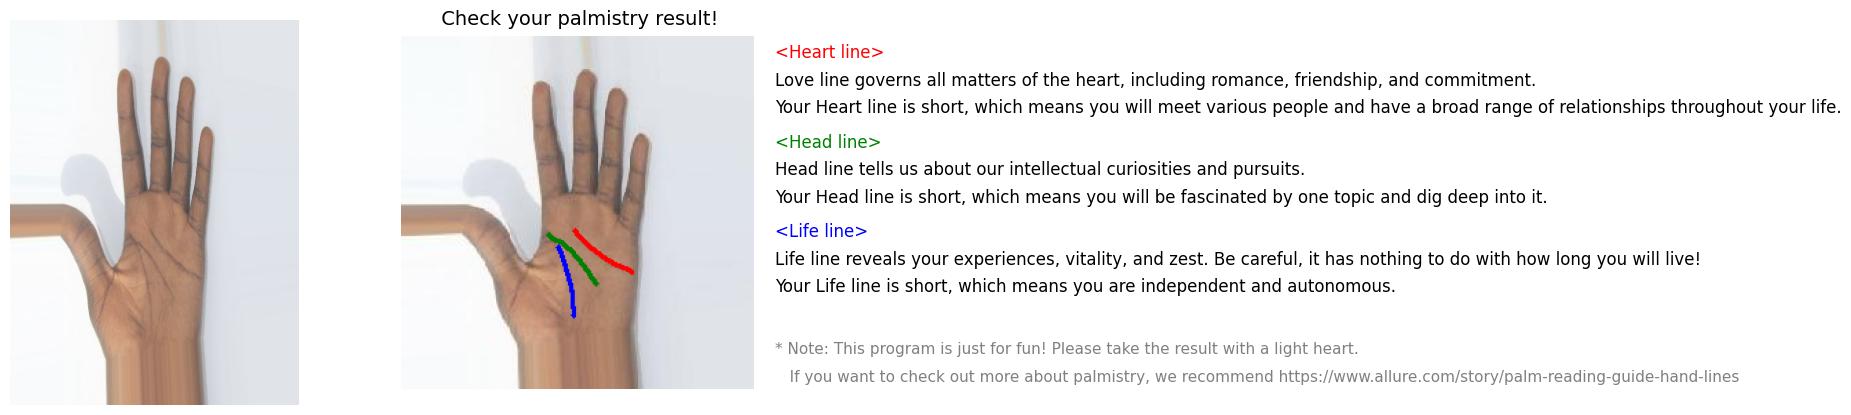 Check your palmistry result!
<Heart line>
Love line governs all matters of the heart, including romance, friendship, and commitment.
Your Heart line is short, which means you will meet various people and have a broad range of relationships throughout your life.
<Head line>
Head line tells us about our intellectual curiosities and pursuits.
Your Head line is short, which means you will be fascinated by one topic and dig deep into it.
<Life line>
Life line reveals your experiences, vitality, and zest. Be careful, it has nothing to do with how long you will live!
Your Life line is short, which means you are independent and autonomous.
* Note: This program is just for fun! Please take the result with a light heart.
If you want to check out more about palmistry, we recommend https://www.allure.com/story/palm-reading-guide-hand-lines